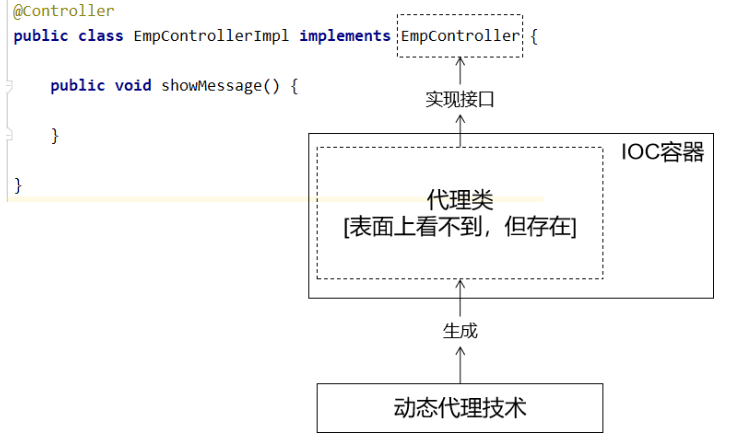 @Controller
public class EmpControllerImpl implements EmpController {
public void showMessage() {
}
}
实现接口
IOC容器
代理类
[表面上看不到，但存在]
生成
动态代理技术